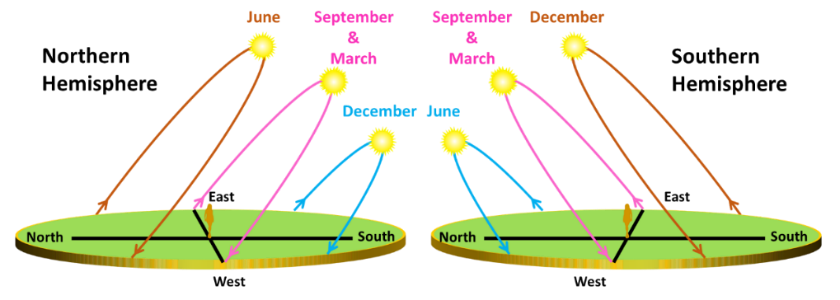 Northern
Hemisphere
June
September
&
March
December
East
North
South
West
September
&
March
December
June
Southern
Hemisphere
East
North
South
West